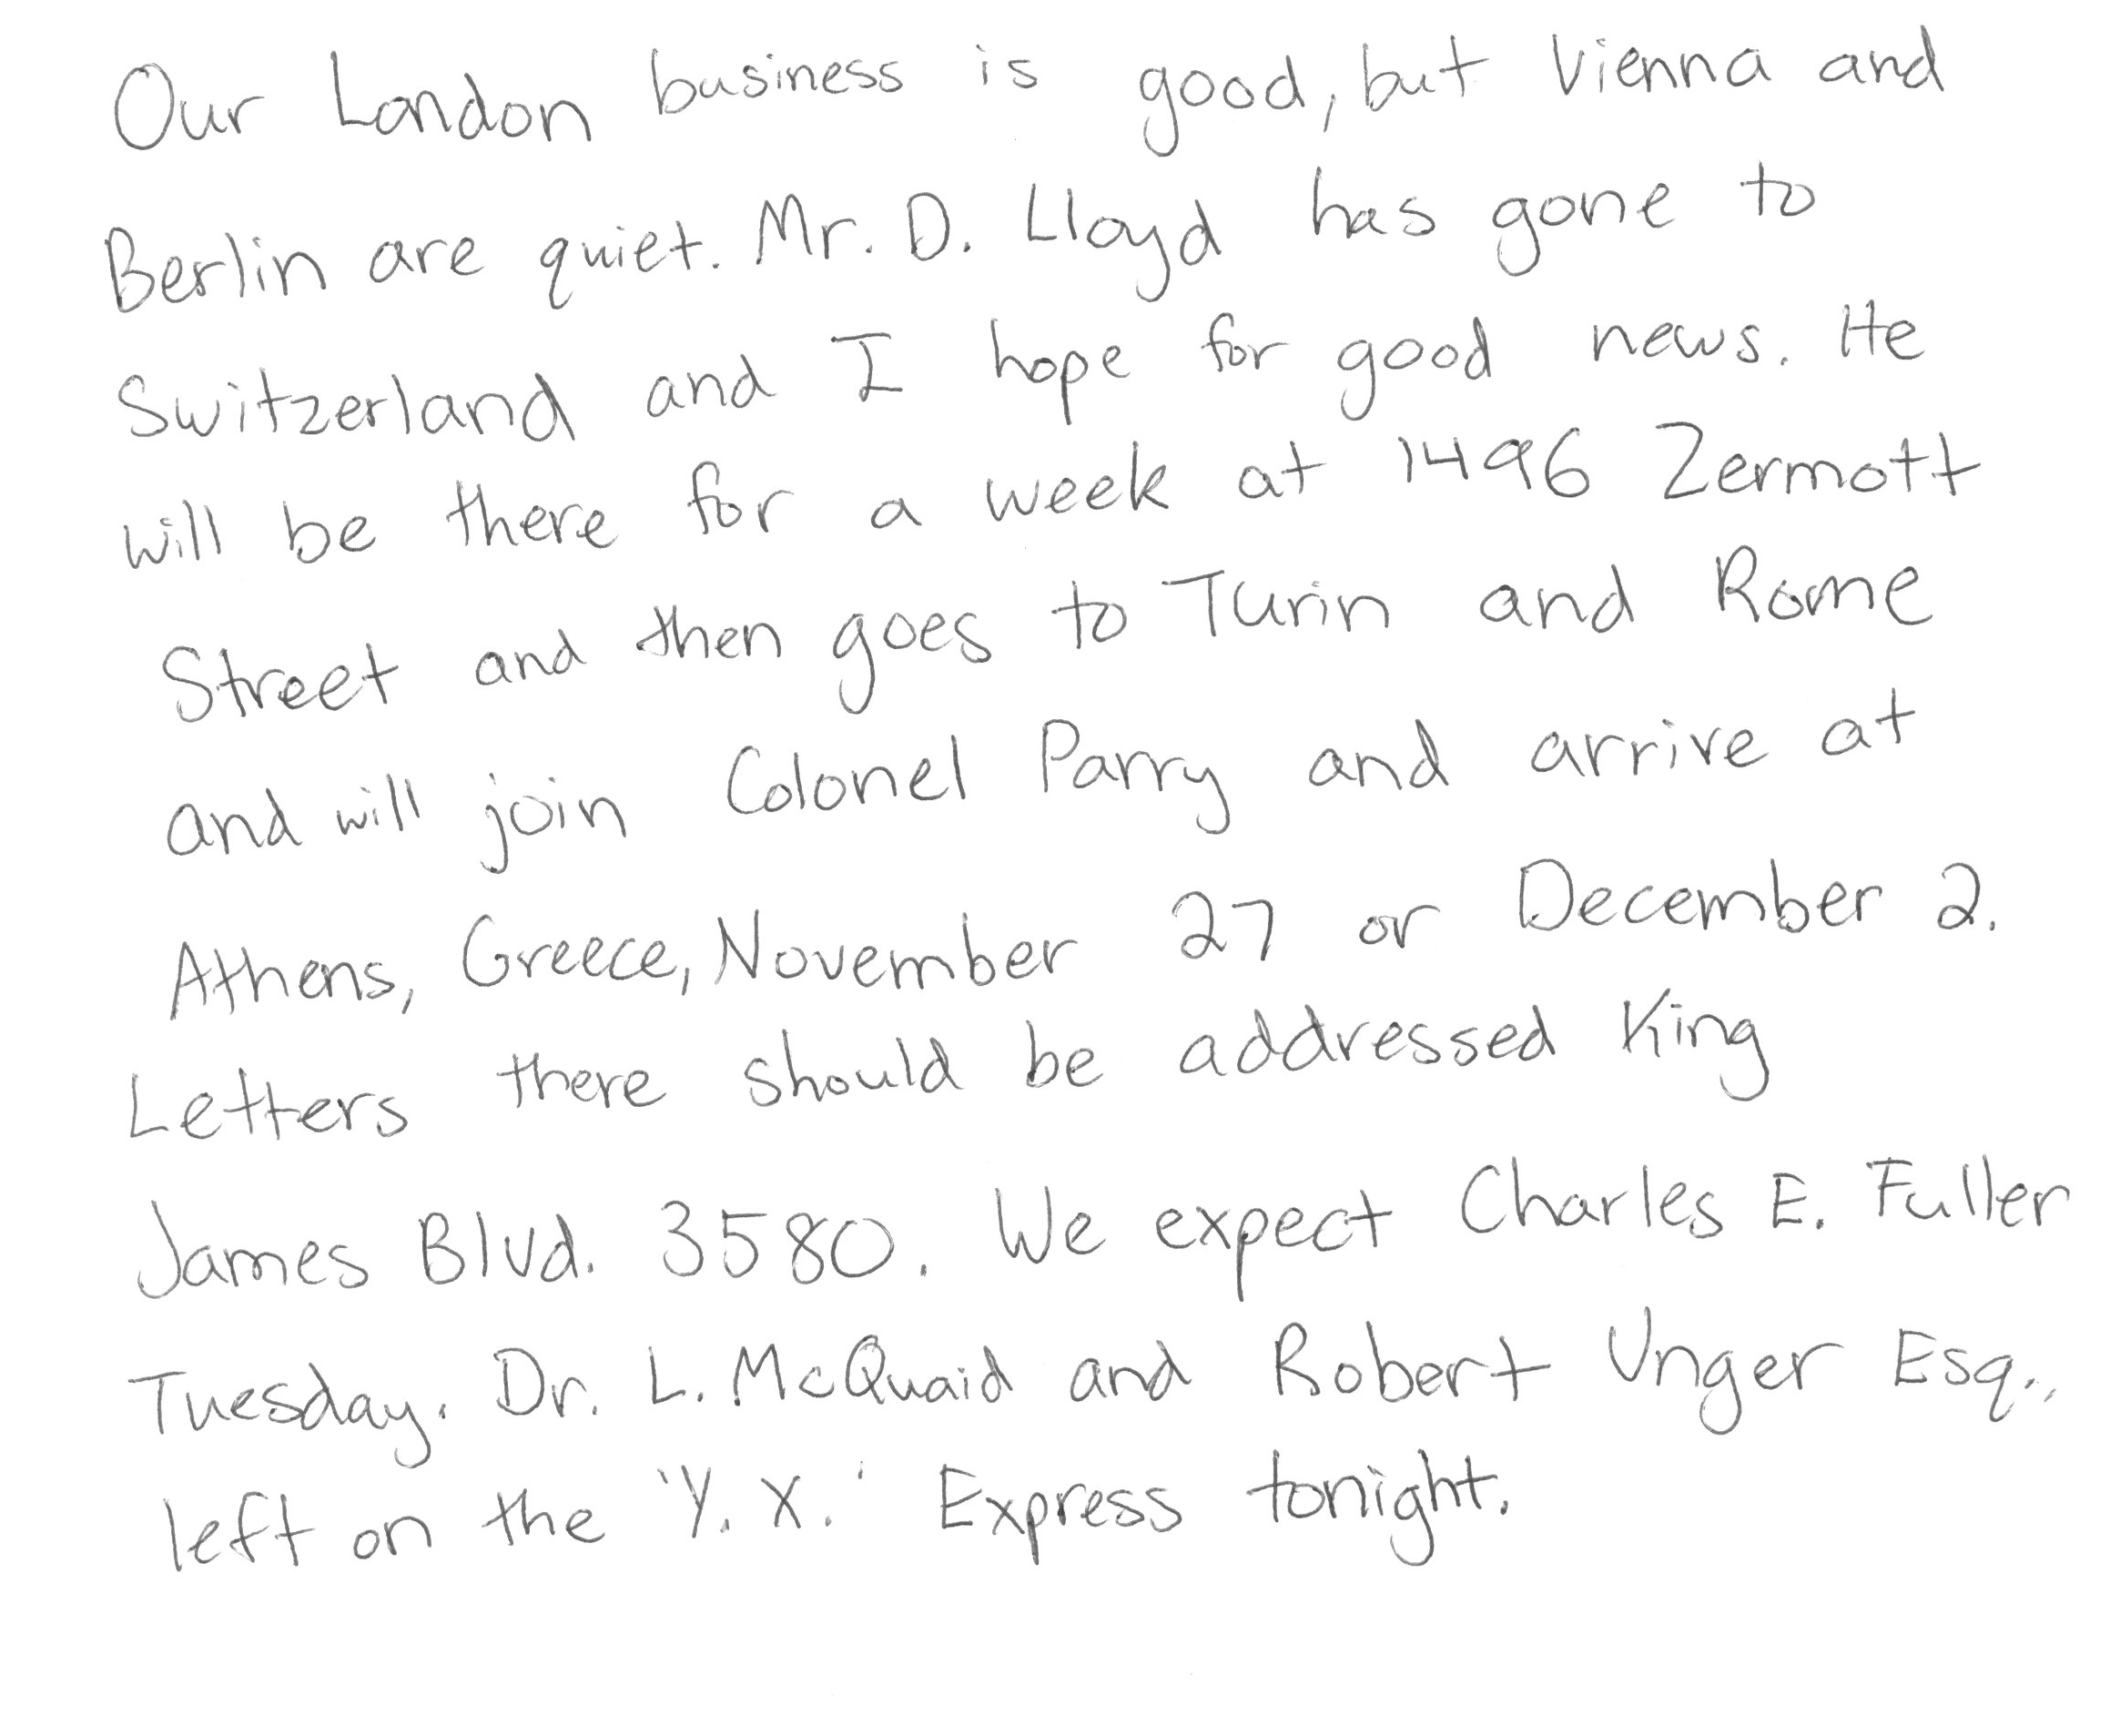 Our London business is good, but Vienna and
Berlin are quiet. Mr. D. Lloyd has gone to
Switzerland and I hope for good news. He
will be there for a week at 1496 Zermott
Street and then goes to Turin and Rome
and will join Colonel Parry and arrive at
Athens, Greece, November 27 or December 2.
Letters there should be addressed King
James Blvd. 3580. We expect Charles E. Fuller
Tuesday. Dr. L. McQuaid and Robert Unger Esq.,
left on the 'Y. X.' Express tonight.